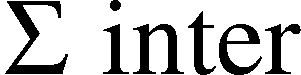 Σ inter